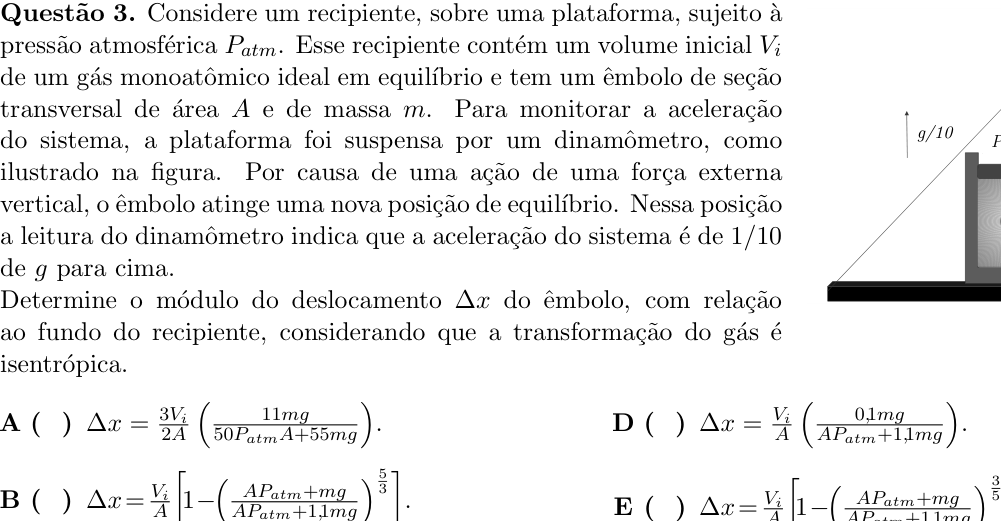 Questão 3. Considere um recipiente, sobre uma plataforma, sujeito à
pressão atmosférica P_{atm}. Esse recipiente contém um volume inicial V_i
de um gás monoatômico ideal em equilíbrio e tem um êmbolo de seção
transversal de área A e de massa m. Para monitorar a aceleração
do sistema, a plataforma foi suspensa por um dinamômetro, como
ilustrado na figura. Por causa de uma ação de uma força externa
vertical, o êmbolo atinge uma nova posição de equilíbrio. Nessa posição
a leitura do dinamômetro indica que a aceleração do sistema é de 1/10
de g para cima.
Determine o módulo do deslocamento Δx do êmbolo, com relação
ao fundo do recipiente, considerando que a transformação do gás é
isentrópica.
g/10
P
A ( ) Δx = \frac{3V_i}{2A} \left( \frac{11mg}{50P_{atm}A+55mg} \right).
D ( ) Δx = \frac{V_i}{A} \left( \frac{0,1mg}{AP_{atm}+1,1mg} \right).
B ( ) Δx = \frac{V_i}{A} \left[ 1 - \left( \frac{AP_{atm}+mg}{AP_{atm}+1,1mg} \right)^{\frac{5}{3}} \right].
E ( ) Δx = \frac{V_i}{A} \left[ 1 - \left( \frac{AP_{atm}+mg}{AP_{atm}+1,1mg} \right)^{\frac{3}{5}}